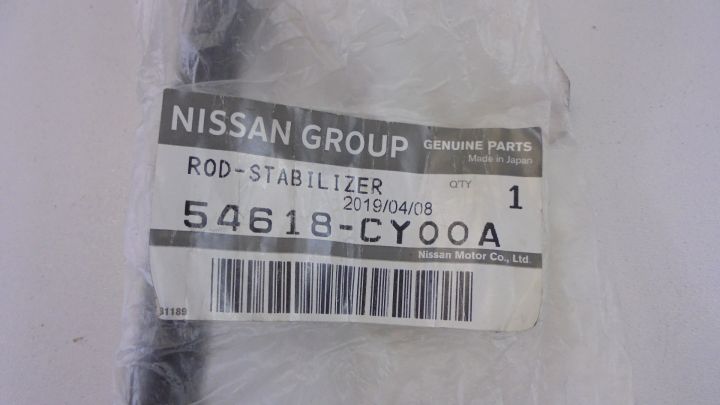 NISSAN GROUP GENUINE PARTS
Made in Japan
ROD-STABILIZER Q'TY 1
2019/04/08
54618-CY00A
Nissan Motor Co., Ltd.
31189